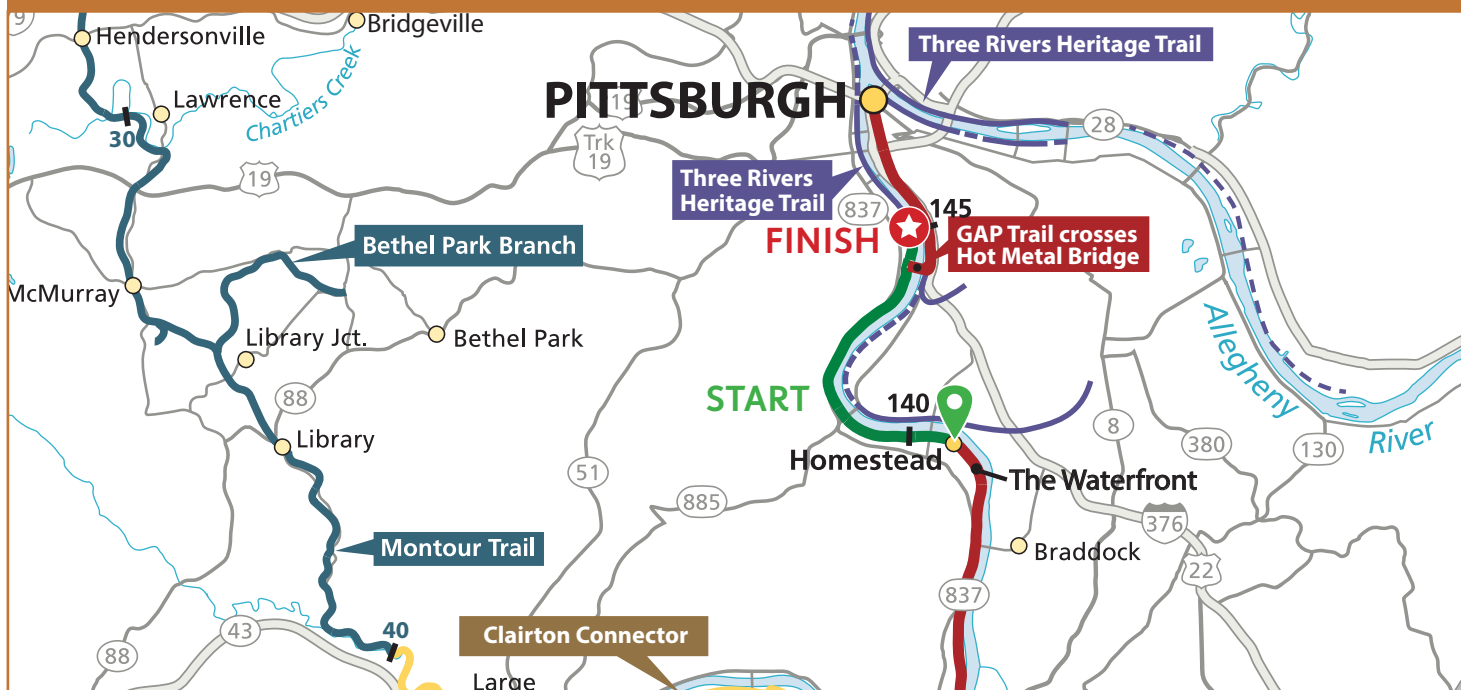 9
Bridgeville
Hendersonville
Three Rivers Heritage Trail
Lawrence
Chartiers Creek
30
PITTSBURGH
19
28
Trk
19
19
Three Rivers
Heritage Trail
837
145
FINISH
GAP Trail crosses
Hot Metal Bridge
Bethel Park Branch
McMurray
Library Jct.
Bethel Park
Allegheny
River
START
140
88
8
380
130
Library
Homestead
The Waterfront
51
885
376
Montour Trail
Braddock
22
837
43
40
Clairton Connector
88
Large